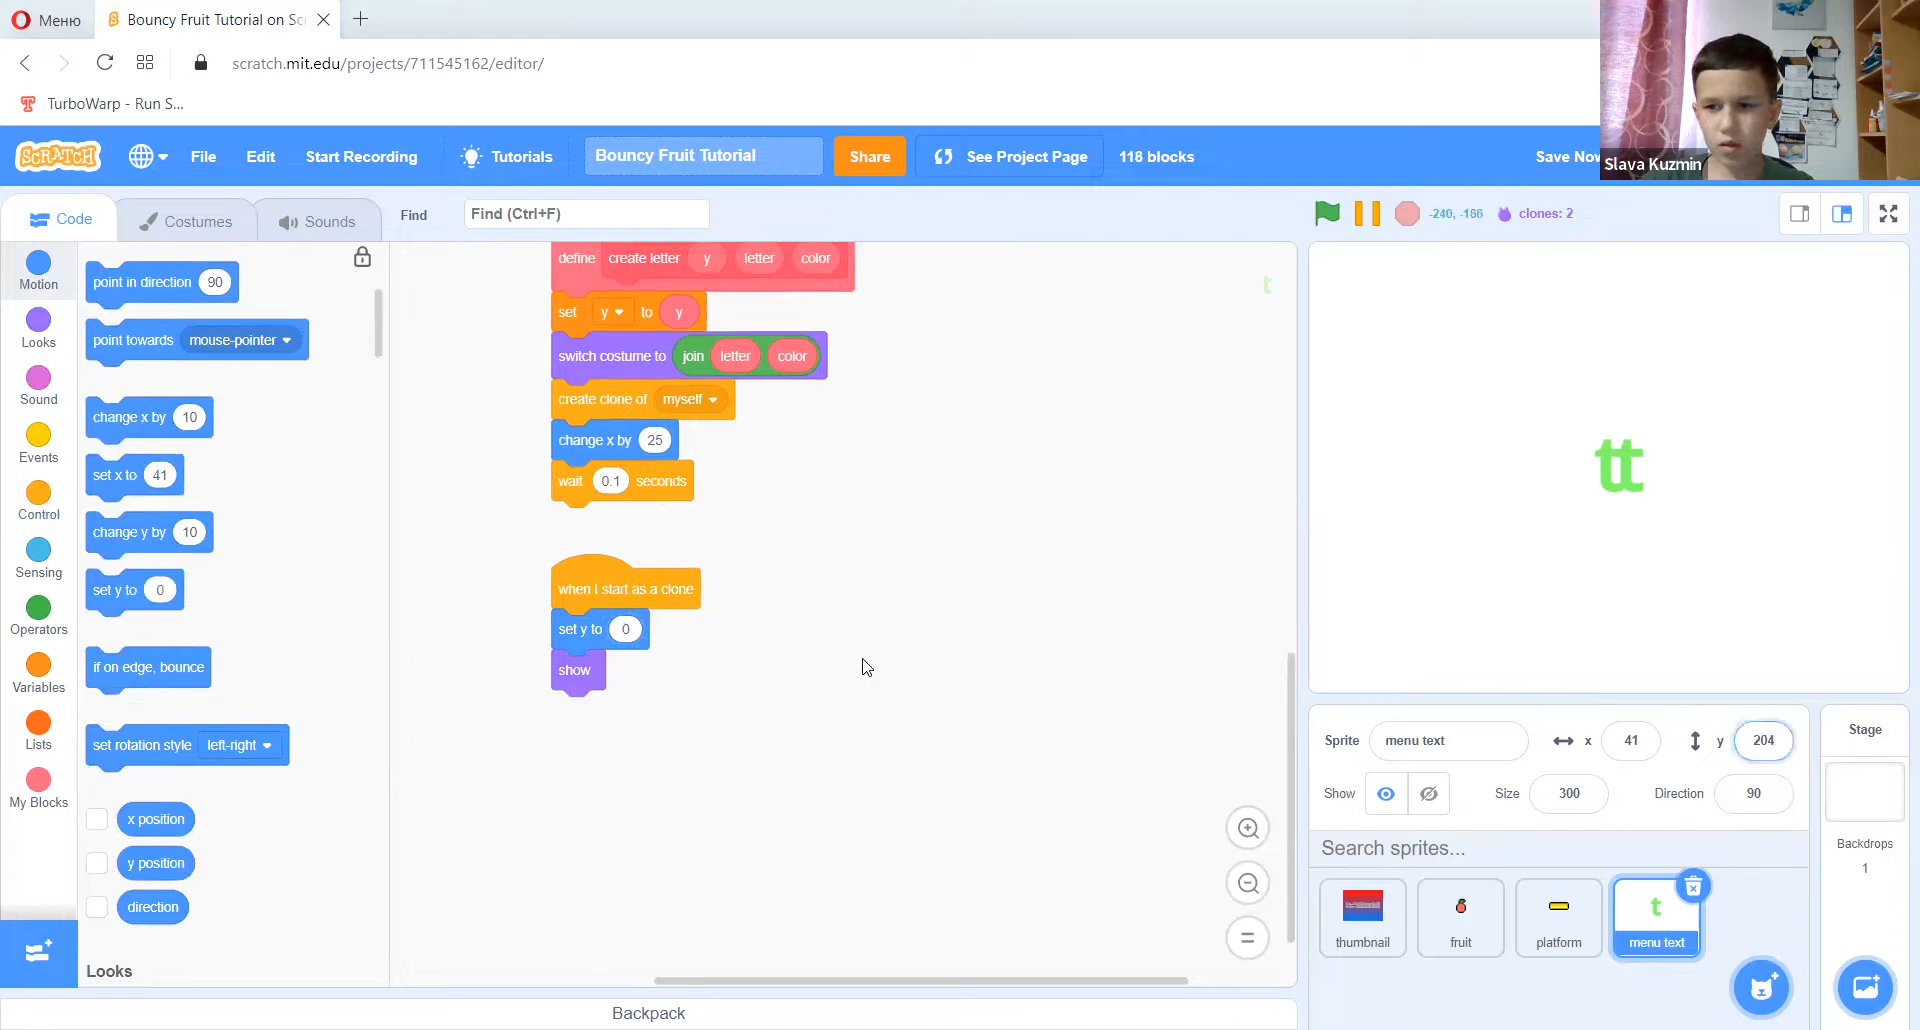 Меню
Bouncy Fruit Tutorial on Sc
scratch.mit.edu/projects/711545162/editor/
TurboWarp - Run S...
SCRATCH
File
Edit
Start Recording
Tutorials
Bouncy Fruit Tutorial
Share
See Project Page
118 blocks
Save Now
Slava Kuzmin
Code
Costumes
Sounds
Find
Find (Ctrl+F)
-240, -166
clones: 2
Motion
Looks
Sound
Events
Control
Sensing
Operators
Variables
Lists
My Blocks
point in direction 90
point towards mouse-pointer
change x by 10
set x to 41
change y by 10
set y to 0
if on edge, bounce
set rotation style left-right
x position
y position
direction
Looks
define create letter y letter color
set y to y
switch costume to join letter color
create clone of myself
change x by 25
wait 0.1 seconds
when I start as a clone
set y to 0
show
t
tt
Sprite menu text x 41 y 204
Show Size 300 Direction 90
Search sprites...
thumbnail
fruit
platform
t
menu text
Stage
Backdrops
1
Backpack